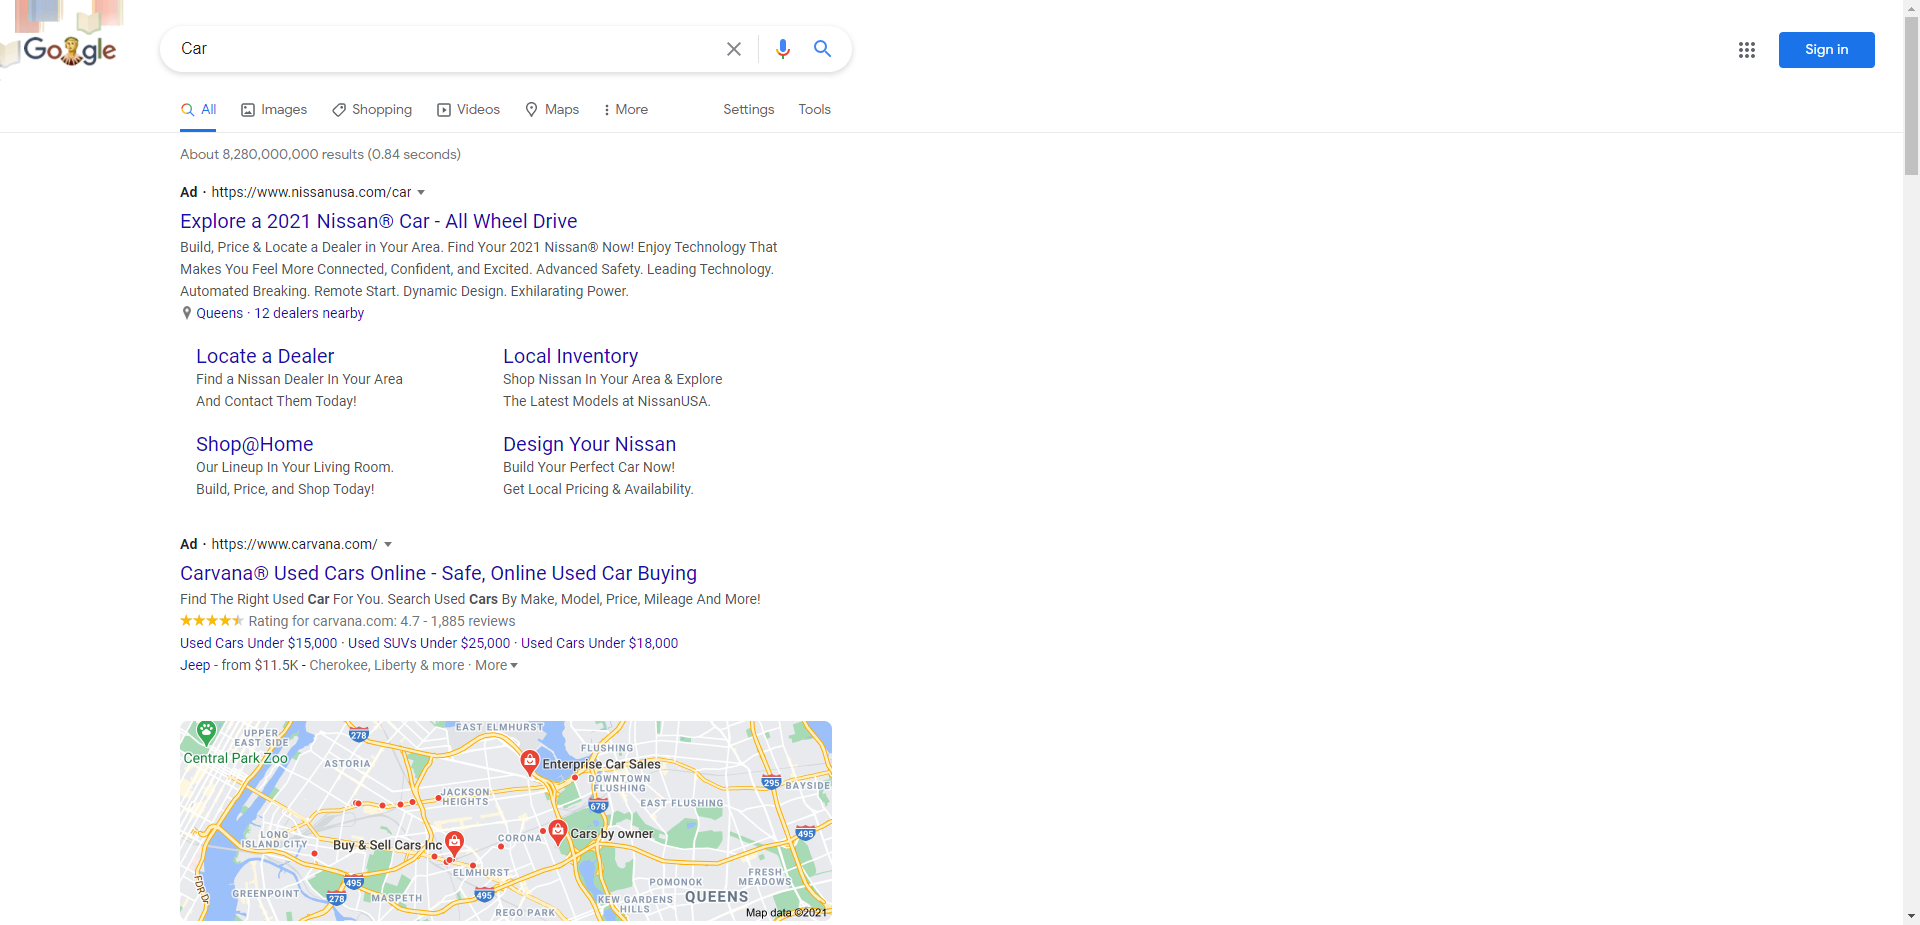 Google
Car
Sign in
All Images Shopping Videos Maps More Settings Tools
About 8,280,000,000 results (0.84 seconds)
Ad · https://www.nissanusa.com/car
Explore a 2021 Nissan® Car - All Wheel Drive
Build, Price & Locate a Dealer in Your Area. Find Your 2021 Nissan® Now! Enjoy Technology That
Makes You Feel More Connected, Confident, and Excited. Advanced Safety. Leading Technology.
Automated Breaking. Remote Start. Dynamic Design. Exhilarating Power.
Queens · 12 dealers nearby
Locate a Dealer
Find a Nissan Dealer In Your Area
And Contact Them Today!
Local Inventory
Shop Nissan In Your Area & Explore
The Latest Models at NissanUSA.
Shop@Home
Our Lineup In Your Living Room.
Build, Price, and Shop Today!
Design Your Nissan
Build Your Perfect Car Now!
Get Local Pricing & Availability.
Ad · https://www.carvana.com/
Carvana® Used Cars Online - Safe, Online Used Car Buying
Find The Right Used Car For You. Search Used Cars By Make, Model, Price, Mileage And More!
Rating for carvana.com: 4.7 - 1,885 reviews
Used Cars Under $15,000 · Used SUVs Under $25,000 · Used Cars Under $18,000
Jeep - from $11.5K - Cherokee, Liberty & more · More
UPPER
EAST SIDE
278
EAST ELMHURST
FLUSHING
Central Park Zoo
ASTORIA
Enterprise Car Sales
DOWNTOWN
FLUSHING
295
BAYSIDE
JACKSON
HEIGHTS
678
EAST FLUSHING
LONG
ISLAND CITY
Buy & Sell Cars Inc
CORONA
Cars by owner
495
ELMHURST
FRESH
MEADOWS
FDR Dr
GREENPOINT
495
278
MASPETH
495
POMONOK
QUEENS
KEW GARDENS
HILLS
REGO PARK
Map data ©2021